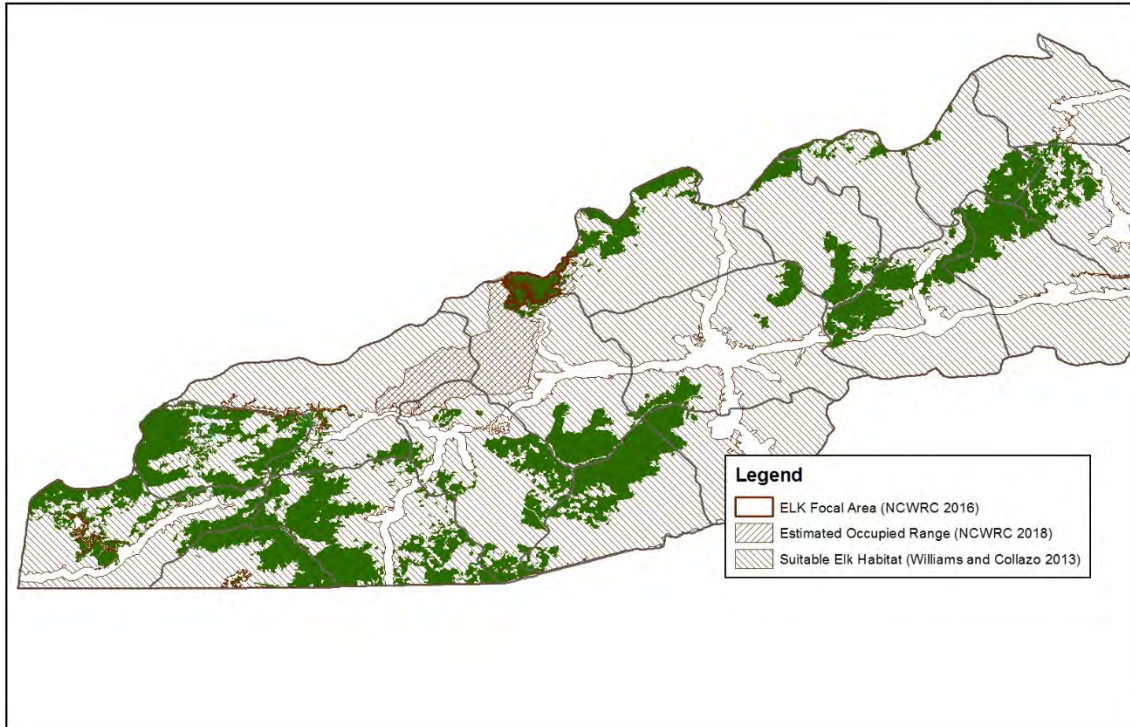 Legend
ELK Focal Area (NCWRC 2016)
Estimated Occupied Range (NCWRC 2018)
Suitable Elk Habitat (Williams and Collazo 2013)